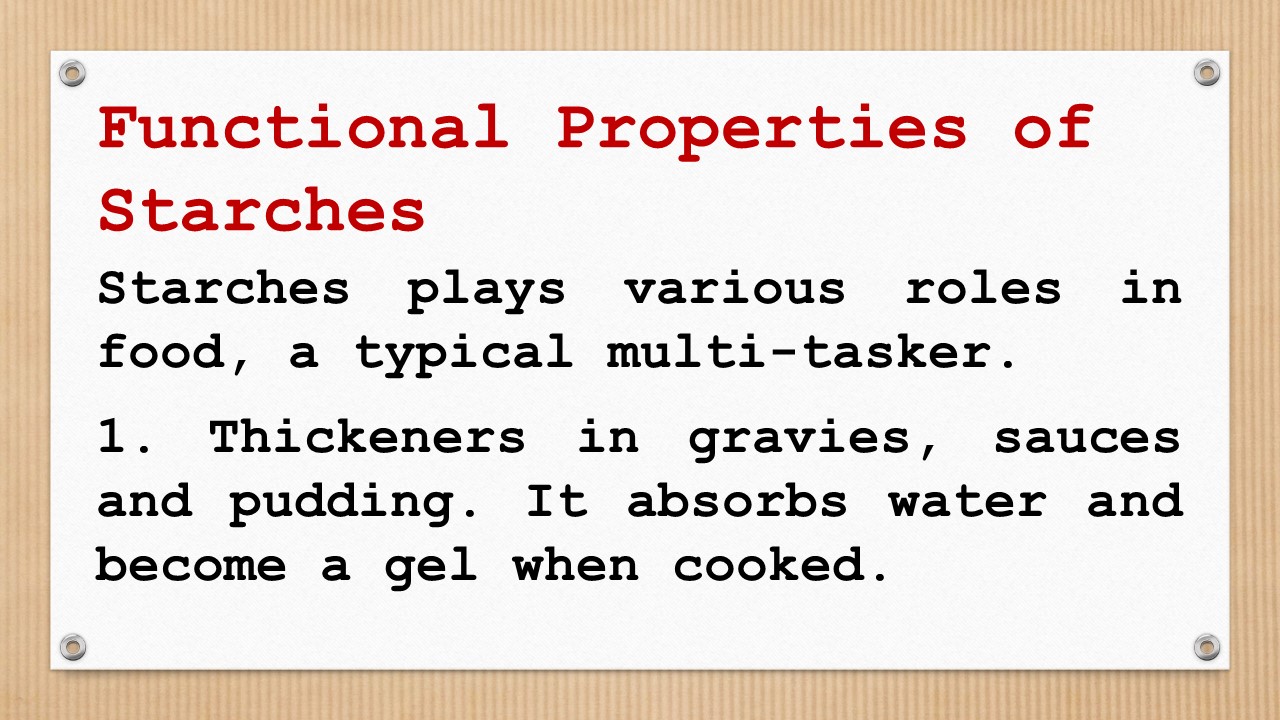 Functional Properties of
Starches
Starches plays various roles in
food, a typical multi-tasker.
1. Thickeners in gravies, sauces
and pudding. It absorbs water and
become a gel when cooked.